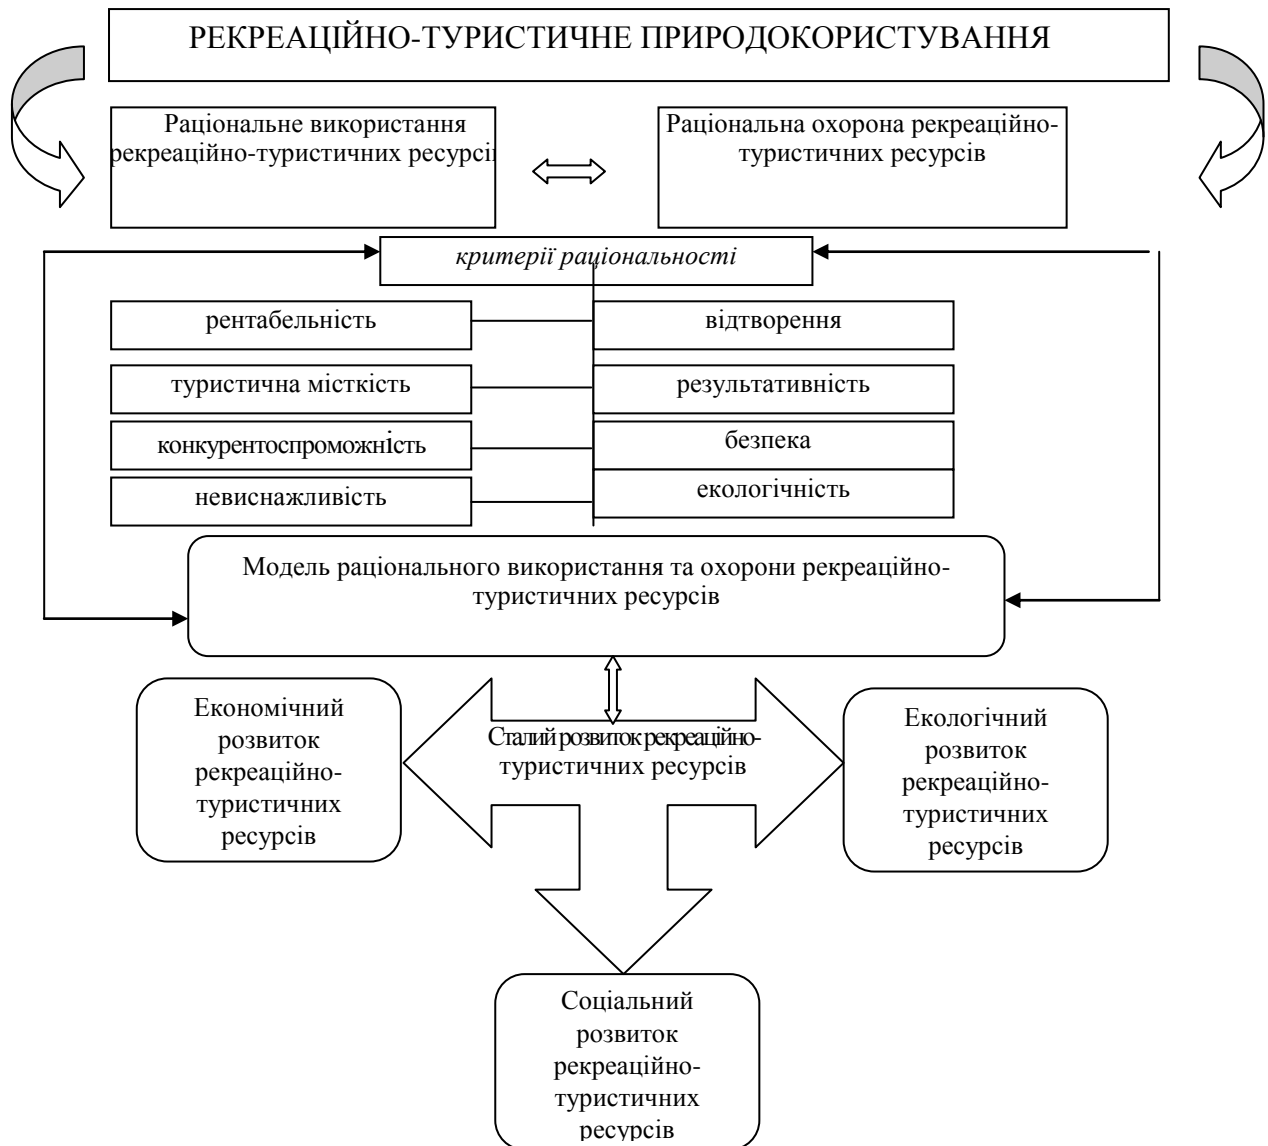 РЕКРЕАЦІЙНО-ТУРИСТИЧНЕ ПРИРОДОКОРИСТУВАННЯ
Раціональне використання
рекреаційно-туристичних ресурсі
Раціональна охорона рекреаційно-
туристичних ресурсів
критерії раціональності
рентабельність
відтворення
туристична місткість
результативність
конкурентоспроможність
безпека
невиснажливість
екологічність
Модель раціонального використання та охорони рекреаційно-
туристичних ресурсів
Економічний
розвиток
рекреаційно-
туристичних
ресурсів
Сталий розвиток рекреаційно-
туристичних ресурсів
Екологічний
розвиток
рекреаційно-
туристичних
ресурсів
Соціальний
розвиток
рекреаційно-
туристичних
ресурсів